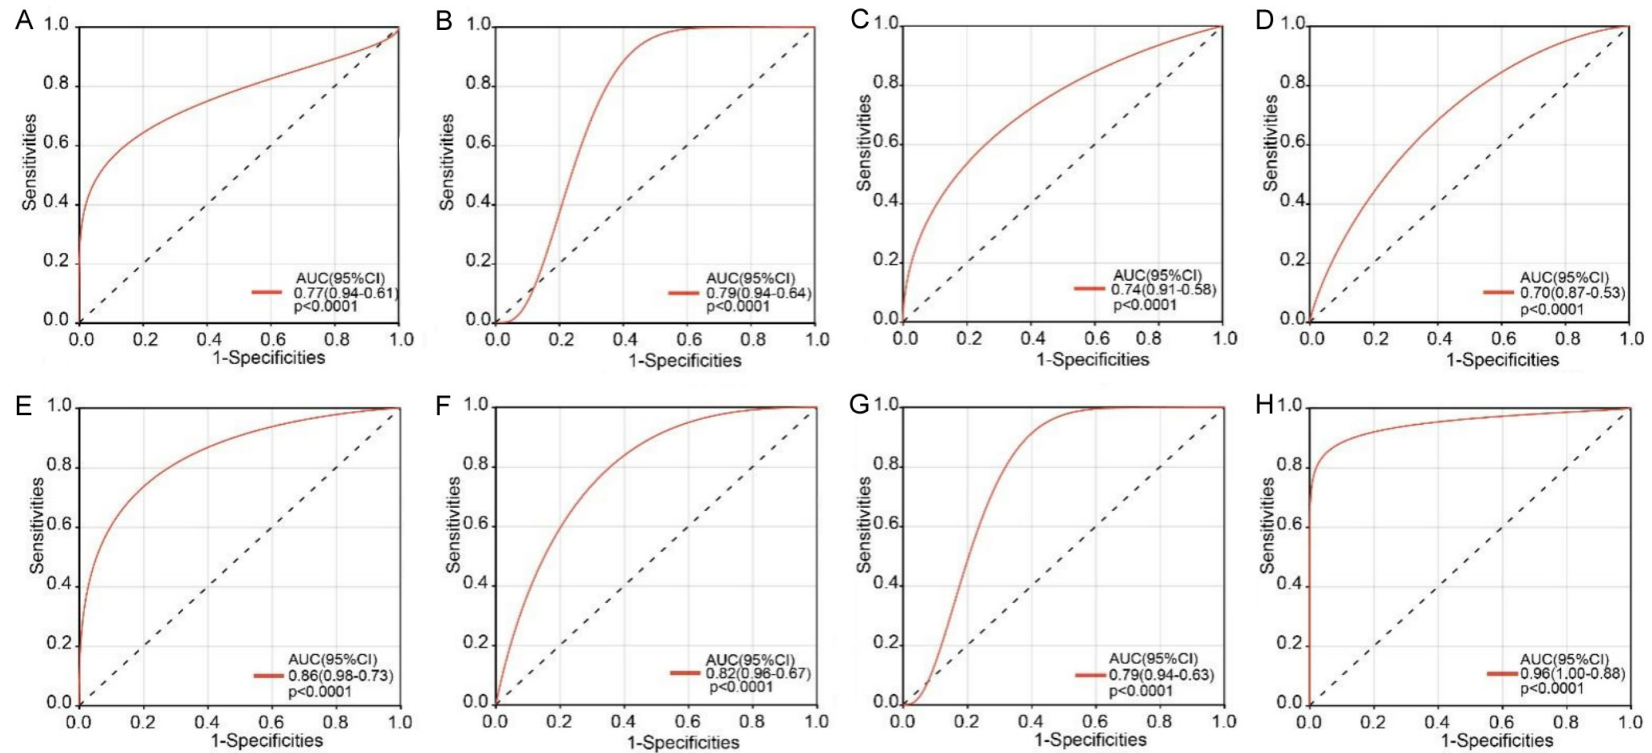 A
1.0
0.8
0.6
0.4
0.2
0.0
Sensitivities
AUC(95%CI)
0.77(0.94-0.61)
p<0.0001
0.0 0.2 0.4 0.6 0.8 1.0
1-Specificities
B
1.0
0.8
0.6
0.4
0.2
0.0
Sensitivities
AUC(95%CI)
0.79(0.94-0.64)
p<0.0001
0.0 0.2 0.4 0.6 0.8 1.0
1-Specificities
C
1.0
0.8
0.6
0.4
0.2
0.0
Sensitivities
AUC(95%CI)
0.74(0.91-0.58)
p<0.0001
0.0 0.2 0.4 0.6 0.8 1.0
1-Specificities
D
1.0
0.8
0.6
0.4
0.2
0.0
Sensitivities
AUC(95%CI)
0.70(0.87-0.53)
p<0.0001
0.0 0.2 0.4 0.6 0.8 1.0
1-Specificities
E
1.0
0.8
0.6
0.4
0.2
0.0
Sensitivities
AUC(95%CI)
0.86(0.98-0.73)
p<0.0001
0.0 0.2 0.4 0.6 0.8 1.0
1-Specificities
F
1.0
0.8
0.6
0.4
0.2
0.0
Sensitivities
AUC(95%CI)
0.82(0.96-0.67)
p<0.0001
0.0 0.2 0.4 0.6 0.8 1.0
1-Specificities
G
1.0
0.8
0.6
0.4
0.2
0.0
Sensitivities
AUC(95%CI)
0.79(0.94-0.63)
p<0.0001
0.0 0.2 0.4 0.6 0.8 1.0
1-Specificities
H
1.0
0.8
0.6
0.4
0.2
0.0
Sensitivities
AUC(95%CI)
0.96(1.00-0.88)
p<0.0001
0.0 0.2 0.4 0.6 0.8 1.0
1-Specificities